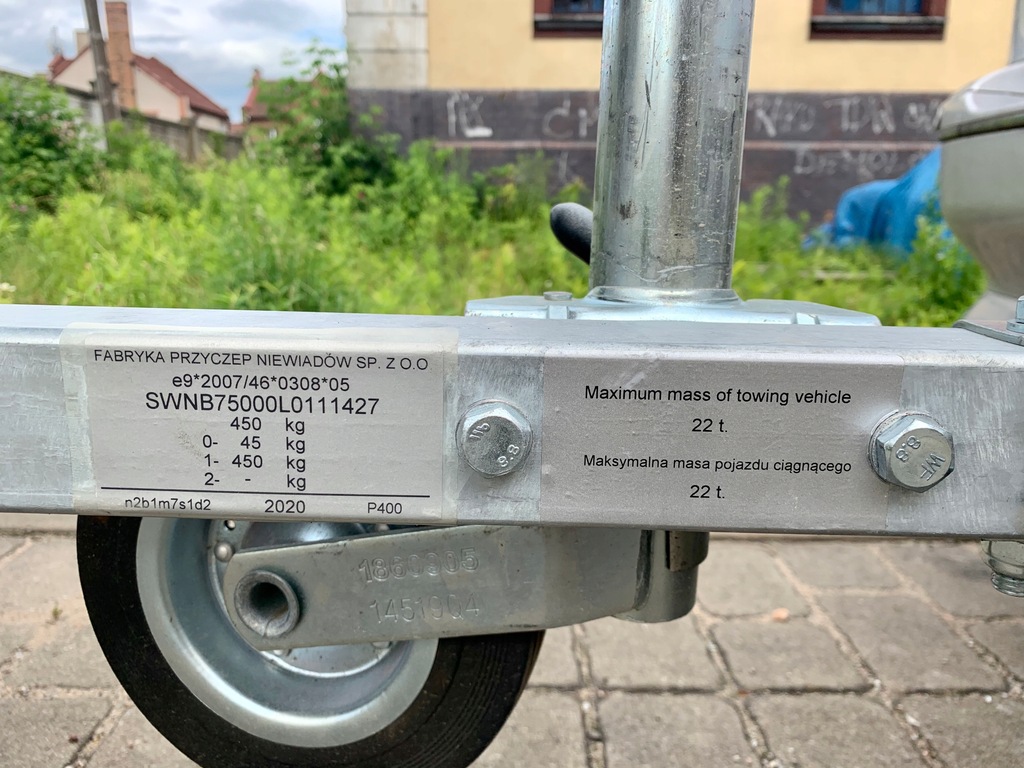 FABRYKA PRZYCZEP NIEWIADÓW SP. Z O.O
e9*2007/46*0308*05
SWNB75000L0111427
450 kg
0- 45 kg
1- 450 kg
2- - kg
n2b1m7s1d2 2020 P400
Maximum mass of towing vehicle
22 t.
Maksymalna masa pojazdu ciągnącego
22 t.
8.8
WF
8.8
1860305
1451904